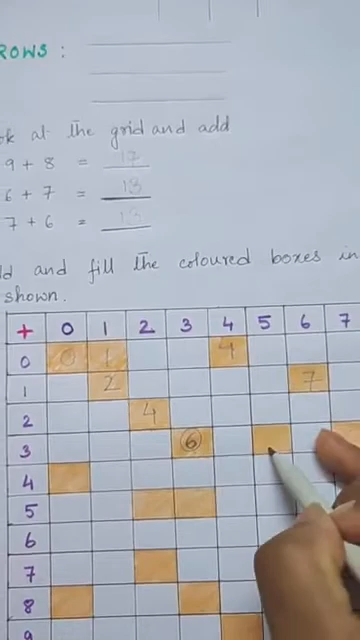 ROWS :
ok at the grid and add
9 + 8 = 17
6 + 7 = 13
7 + 6 = 13
dd and fill the coloured boxes in
shown.
+ 0 1 2 3 4 5 6 7
0 0 1 4
1 2 7
2 4
3 6
4
5
6
7
8
9